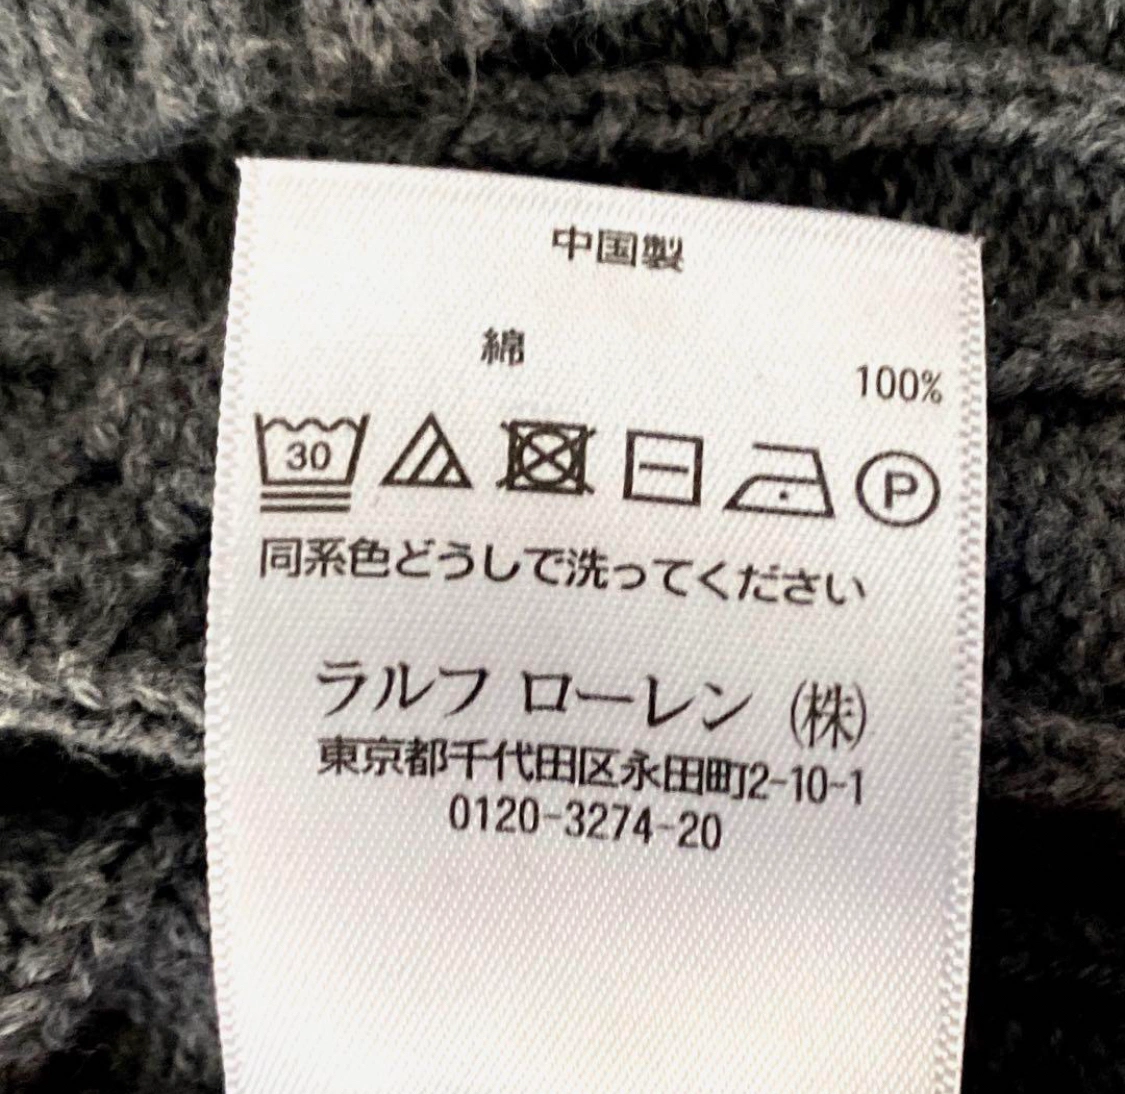 中国製
綿 100%
30 P
同系色どうしで洗ってください
ラルフ ローレン (株)
東京都千代田区永田町2-10-1
0120-3274-20